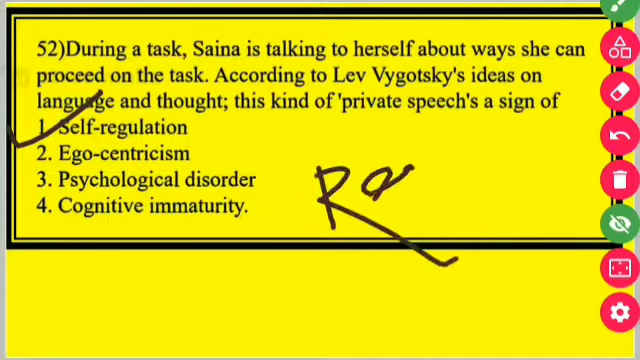 52)During a task, Saina is talking to herself about ways she can
proceed on the task. According to Lev Vygotsky's ideas on
language and thought; this kind of 'private speech's a sign of
1. Self-regulation
2. Ego-centricism
3. Psychological disorder
4. Cognitive immaturity.